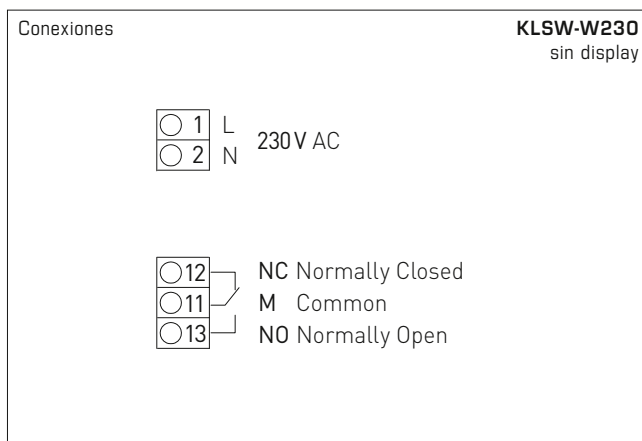 Conexiones
KLSW-W230
sin display
1 L
2 N
230 V AC
12 NC Normally Closed
11 M Common
13 NO Normally Open